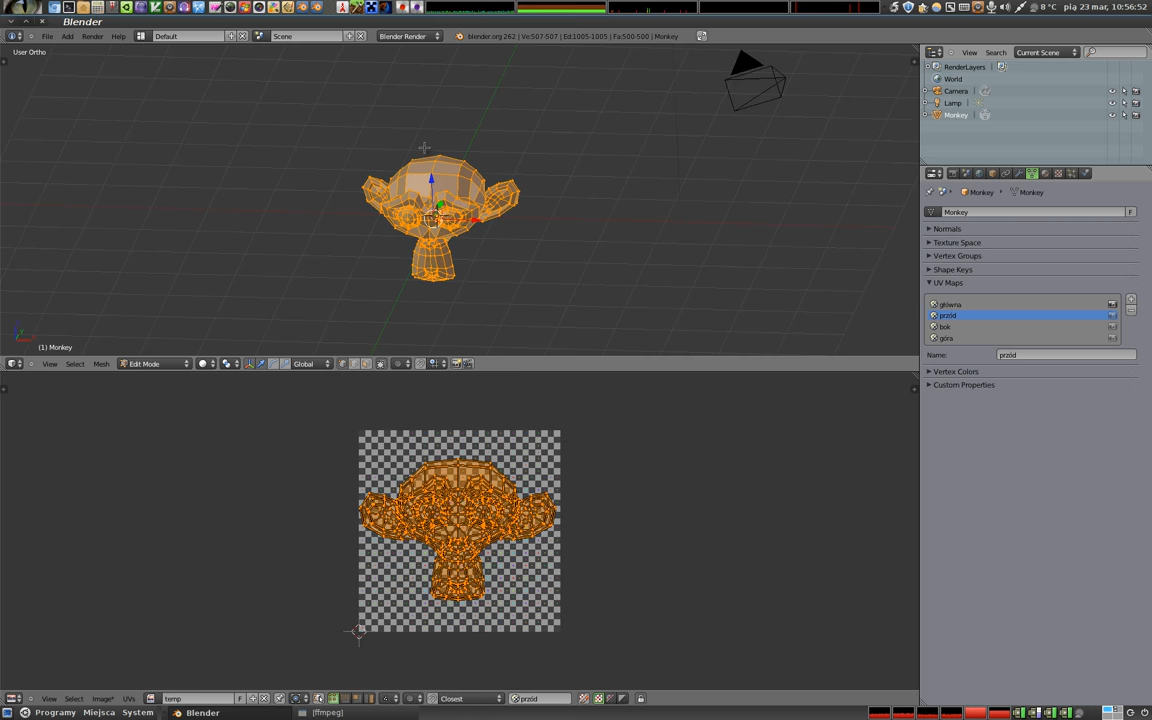 8 °C pią 23 mar, 10:56:52
Blender
File Add Render Help Default Scene Blender Render blender.org 262 | Ve:507-507 | Ed:1005-1005 | Fa:500-500 | Monkey
User Ortho
(1) Monkey
View Select Mesh Edit Mode Global
View Search Current Scene
RenderLayers
World
Camera
Lamp
Monkey
Monkey Monkey
Monkey F
Normals
Texture Space
Vertex Groups
Shape Keys
UV Maps
główna
przód
bok
góra
Name: przód
Vertex Colors
Custom Properties
View Select Image* UVs temp F Closest przód
Programy Miejsca System Blender [ffmpeg]